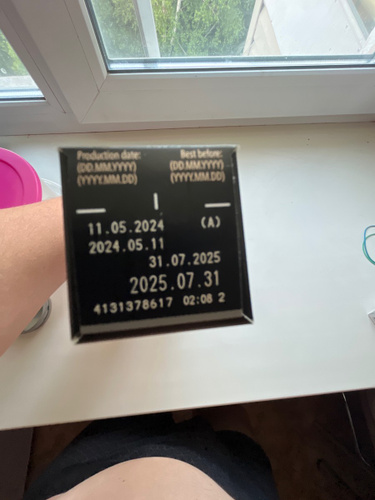 Production date: Best before:
(DD.MM.YYYY) (DD.MM.YYYY)
(YYYY.MM.DD) (YYYY.MM.DD)
11.05.2024 (A)
2024.05.11
31.07.2025
2025.07.31
4131378617 02:08 2